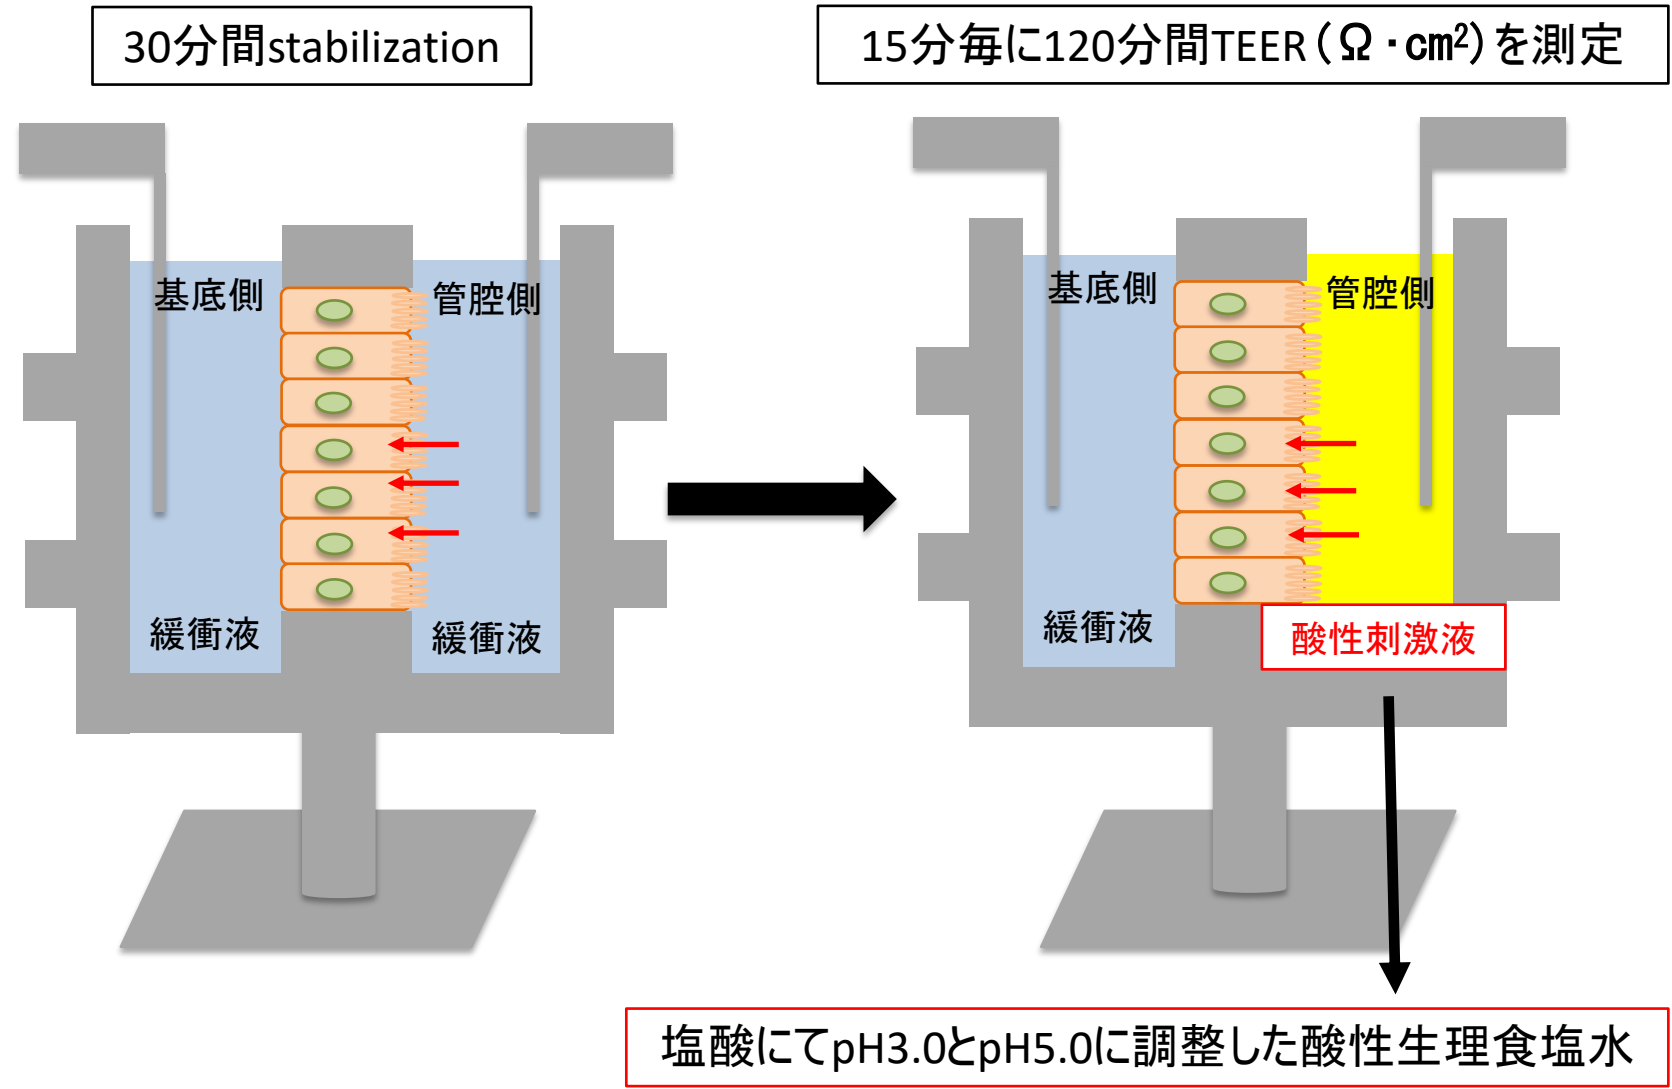 30分間stabilization
15分毎に120分間TEER(Ω・cm²)を測定
基底側
管腔側
緩衝液
緩衝液
基底側
管腔側
緩衝液
酸性刺激液
塩酸にてpH3.0とpH5.0に調整した酸性生理食塩水